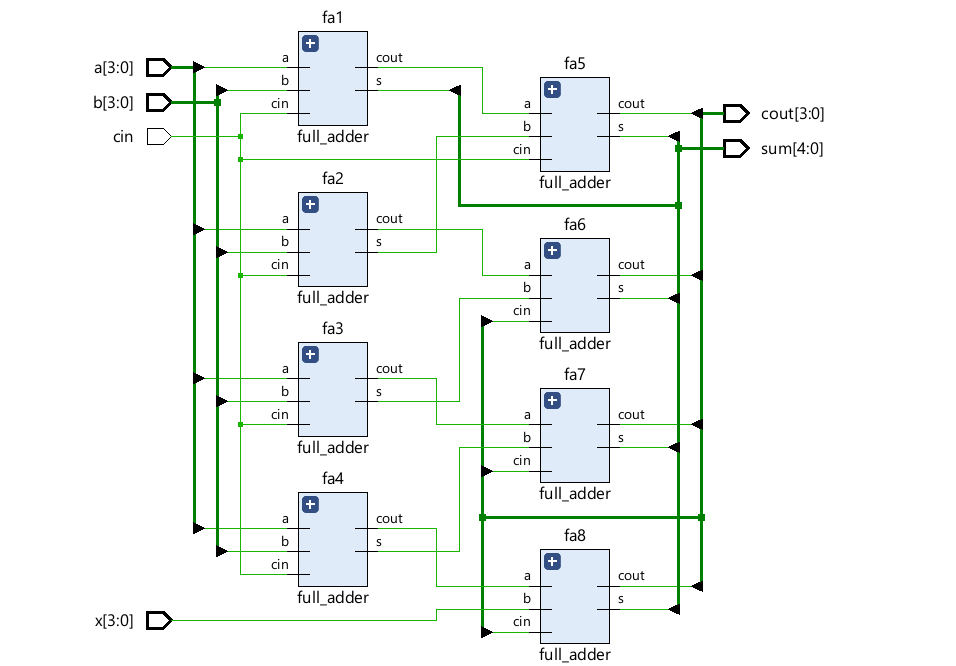 fa1
a[3:0]
a
cout
b[3:0]
b
s
cin
cin
full_adder
fa5
a
cout
cout[3:0]
b
s
sum[4:0]
cin
full_adder
fa2
a
cout
b
s
cin
full_adder
fa6
a
cout
b
s
cin
full_adder
fa3
a
cout
b
s
cin
full_adder
fa7
a
cout
b
s
cin
full_adder
fa4
a
cout
b
s
cin
full_adder
fa8
a
cout
b
s
cin
full_adder
x[3:0]